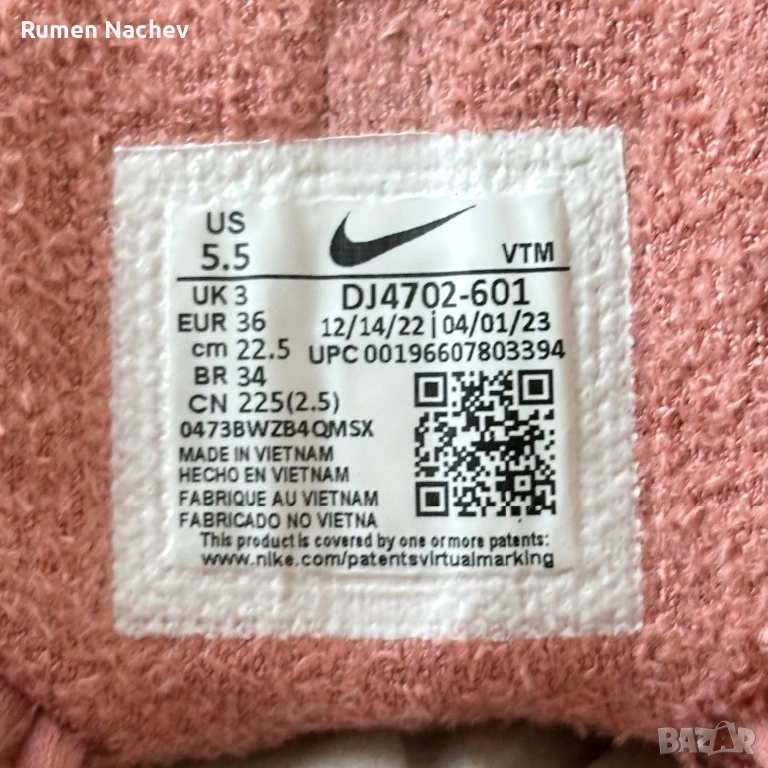 Rumen Nachev
US
5.5
VTM
UK 3
DJ4702-601
EUR 36
12/14/22 | 04/01/23
cm 22.5
UPC 00196607803394
BR 34
CN 225(2.5)
0473BWZB4QMSX
MADE IN VIETNAM
HECHO EN VIETNAM
FABRIQUE AU VIETNAM
FABRICADO NO VIETNA
This product is covered by one or more patents:
www.nike.com/patentsvirtualmarking
BAZAR